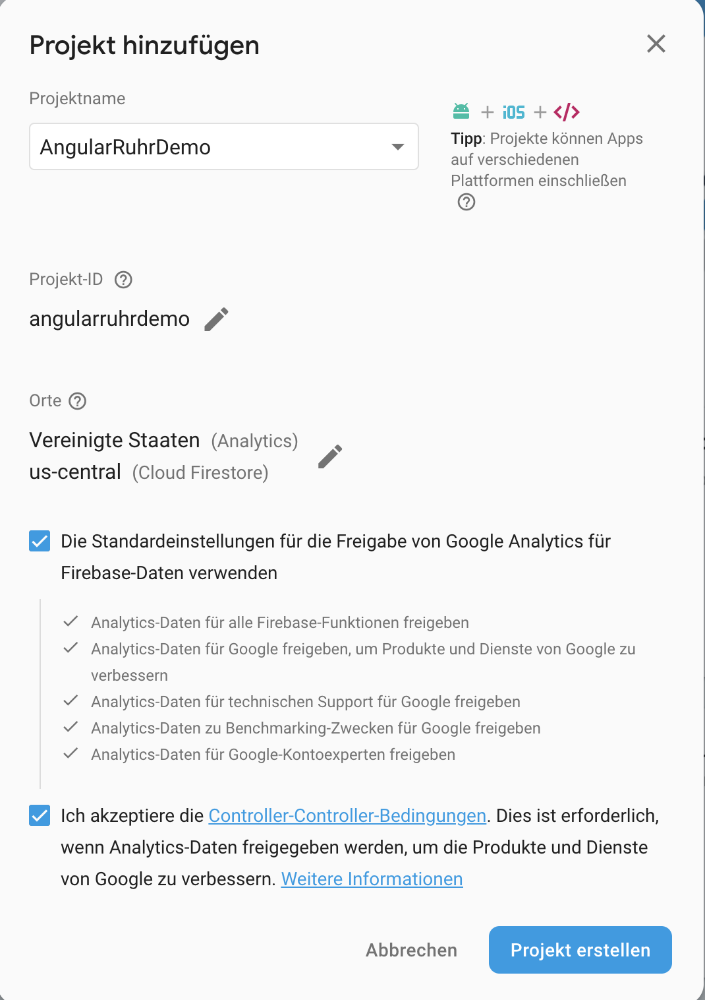 Projekt hinzufügen
Projektname
AngularRuhrDemo
+ iOS + </>
Tipp: Projekte können Apps
auf verschiedenen
Plattformen einschließen
Projekt-ID
angularruhrdemo
Orte
Vereinigte Staaten (Analytics)
us-central (Cloud Firestore)
Die Standardeinstellungen für die Freigabe von Google Analytics für
Firebase-Daten verwenden
Analytics-Daten für alle Firebase-Funktionen freigeben
Analytics-Daten für Google freigeben, um Produkte und Dienste von Google zu
verbessern
Analytics-Daten für technischen Support für Google freigeben
Analytics-Daten zu Benchmarking-Zwecken für Google freigeben
Analytics-Daten für Google-Kontoexperten freigeben
Ich akzeptiere die Controller-Controller-Bedingungen. Dies ist erforderlich,
wenn Analytics-Daten freigegeben werden, um die Produkte und Dienste
von Google zu verbessern. Weitere Informationen
Abbrechen
Projekt erstellen